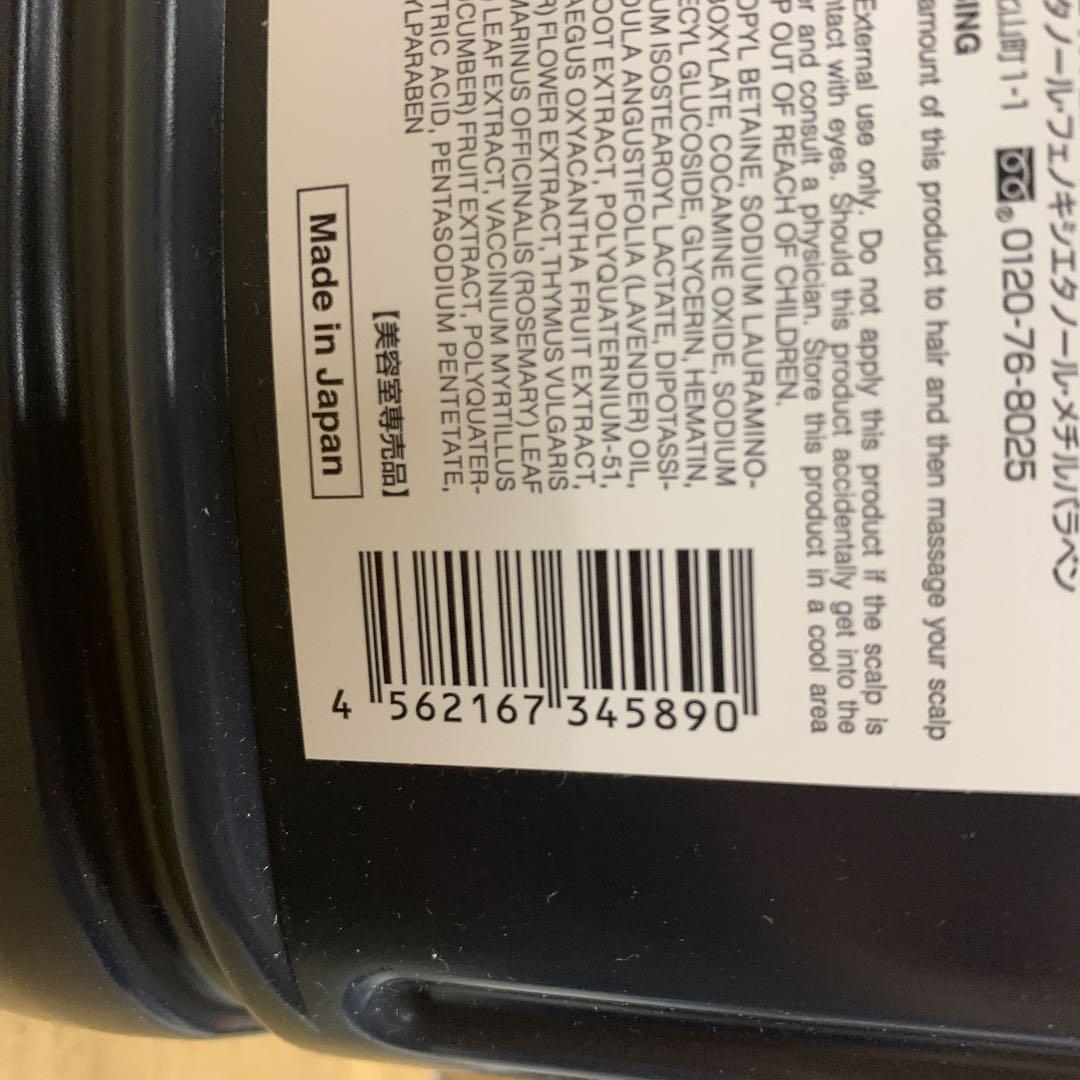 タノール・フェノキシエタノール・メチルパラベン
山町1-1 0120-76-8025
SING
amount of this product to hair and then massage your scalp
External use only. Do not apply this product if the scalp is
ntact with eyes. Should this product accidentally get into the
er and consult a physician. Store this product in a cool area
P OUT OF REACH OF CHILDREN.
OPYL BETAINE, SODIUM LAURAMINO-
BOXYLATE, COCAMINE OXIDE, SODIUM
ECYL GLUCOSIDE, GLYCERIN, HEMATIN,
UM ISOSTEAROYL LACTATE, DIPOTASSI-
DULA ANGUSTIFOLIA (LAVENDER) OIL,
OOT EXTRACT, POLYQUATERNIUM-51,
AEGUS OXYACANTHA FRUIT EXTRACT,
R) FLOWER EXTRACT, THYMUS VULGARIS
MARINUS OFFICINALIS (ROSEMARY) LEAF
) LEAF EXTRACT, VACCINIUM MYRTILLUS
CUMBER) FRUIT EXTRACT, POLYQUATER-
TRIC ACID, PENTASODIUM PENTETATE,
YLPARABEN
【美容室専売品】
Made in Japan
4 562167 345890